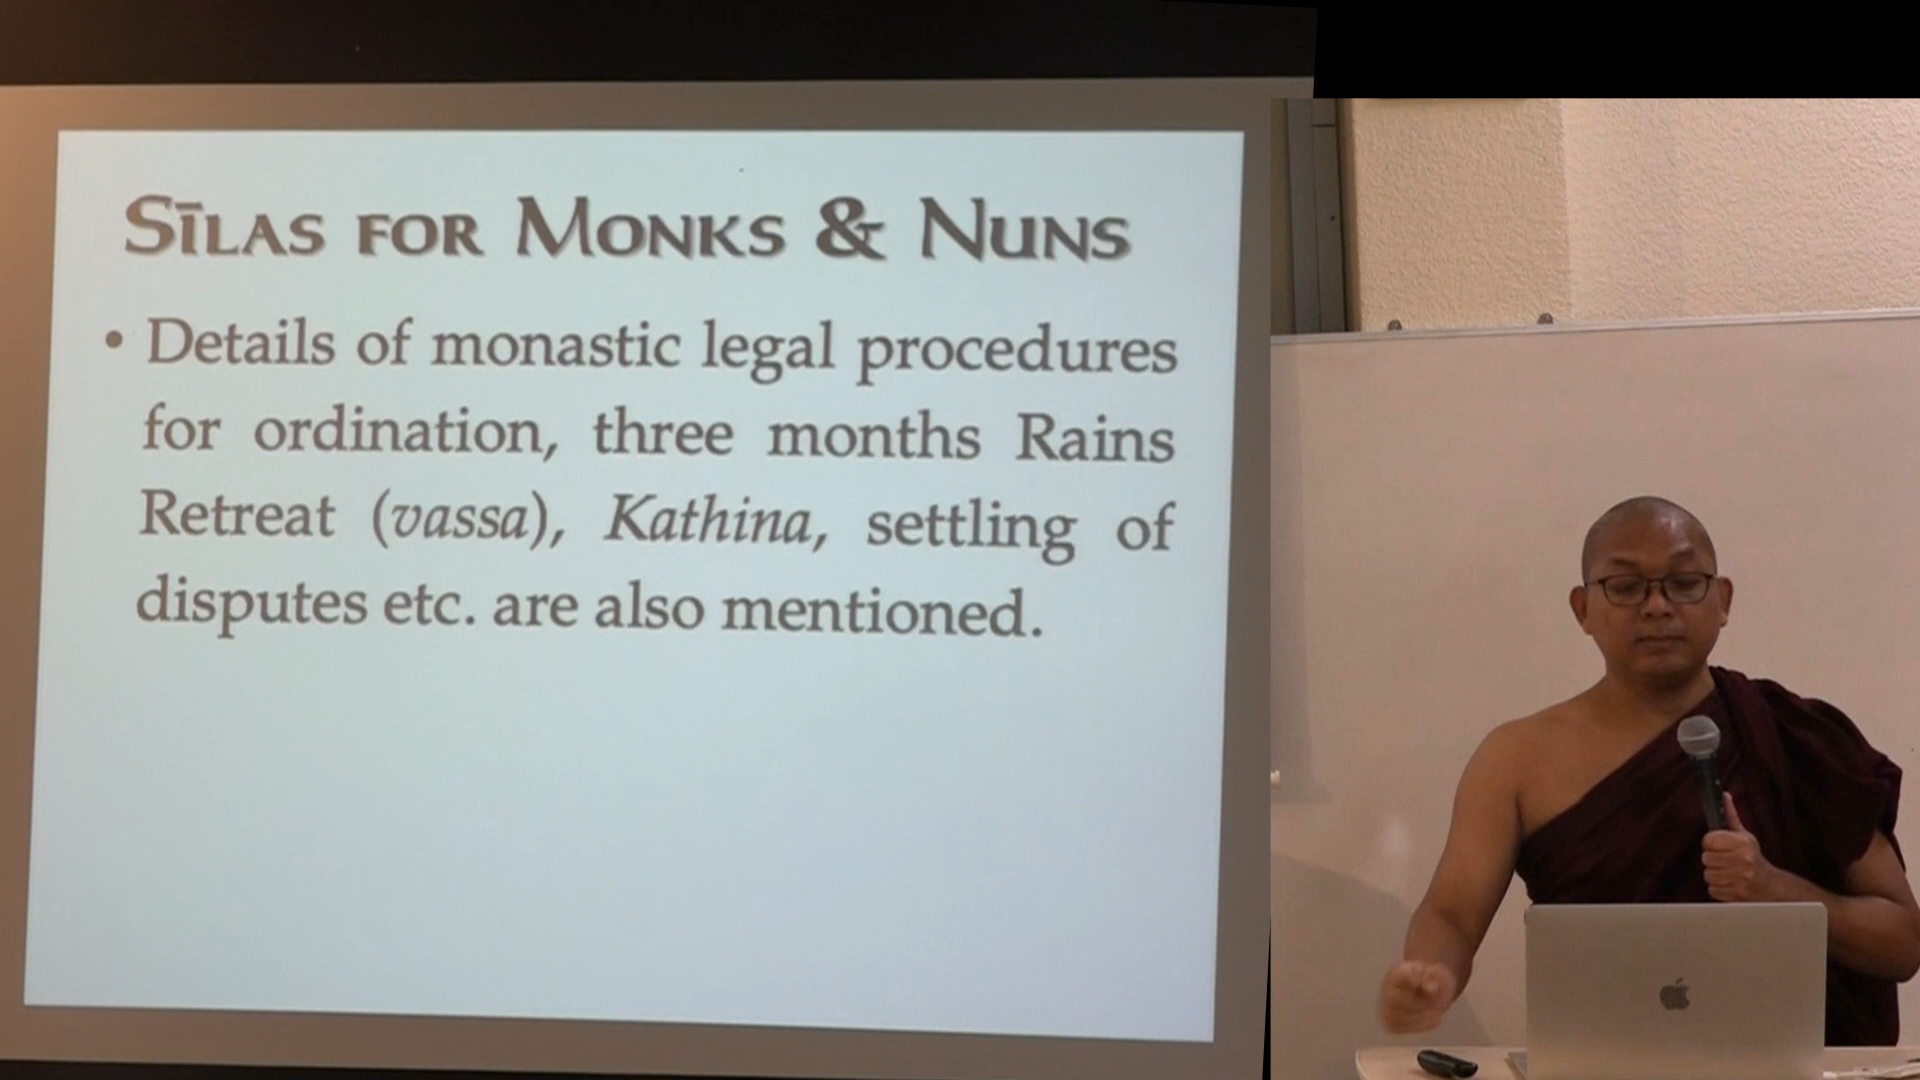 Sīlas for Monks & Nuns
• Details of monastic legal procedures
for ordination, three months Rains
Retreat (vassa), Kathina, settling of
disputes etc. are also mentioned.